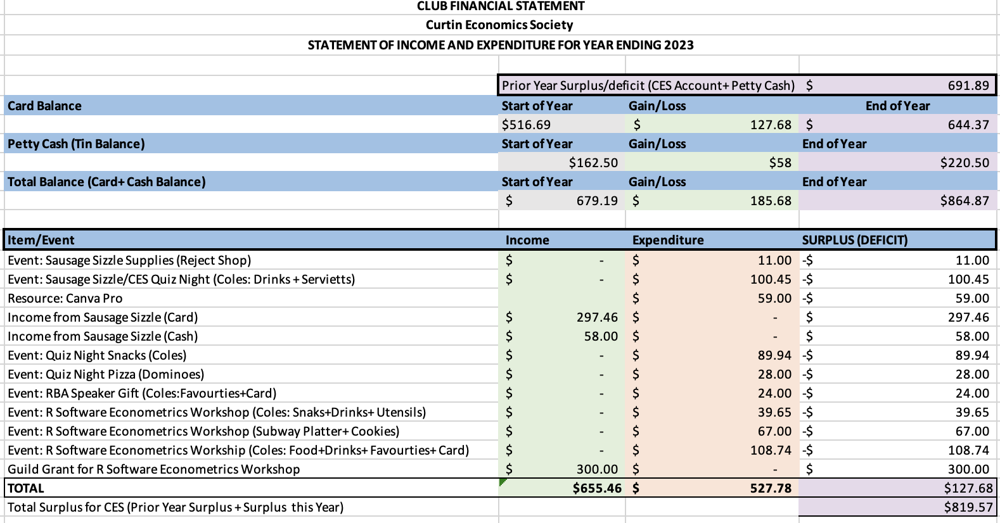 CLUB FINANCIAL STATEMENT
Curtin Economics Society
STATEMENT OF INCOME AND EXPENDITURE FOR YEAR ENDING 2023
Prior Year Surplus/deficit (CES Account+ Petty Cash) $ 691.89
Card Balance Start of Year Gain/Loss End of Year
$516.69 $ 127.68 $ 644.37
Petty Cash (Tin Balance) Start of Year Gain/Loss End of Year
$162.50 $58 $220.50
Total Balance (Card+ Cash Balance) Start of Year Gain/Loss End of Year
$ 679.19 $ 185.68 $864.87
Item/Event Income Expenditure SURPLUS (DEFICIT)
Event: Sausage Sizzle Supplies (Reject Shop) $ - $ 11.00 -$ 11.00
Event: Sausage Sizzle/CES Quiz Night (Coles: Drinks + Servietts) $ - $ 100.45 -$ 100.45
Resource: Canva Pro $ 59.00 -$ 59.00
Income from Sausage Sizzle (Card) $ 297.46 $ - $ 297.46
Income from Sausage Sizzle (Cash) $ 58.00 $ - $ 58.00
Event: Quiz Night Snacks (Coles) $ - $ 89.94 -$ 89.94
Event: Quiz Night Pizza (Dominoes) $ - $ 28.00 -$ 28.00
Event: RBA Speaker Gift (Coles:Favourties+Card) $ - $ 24.00 -$ 24.00
Event: R Software Econometrics Workshop (Coles: Snaks+Drinks+ Utensils) $ - $ 39.65 -$ 39.65
Event: R Software Econometrics Workshop (Subway Platter+ Cookies) $ - $ 67.00 -$ 67.00
Event: R Software Econometrics Workship (Coles: Food+Drinks+ Favourties+ Card) $ - $ 108.74 -$ 108.74
Guild Grant for R Software Econometrics Workshop $ 300.00 $ - $ 300.00
TOTAL $655.46 $ 527.78 $127.68
Total Surplus for CES (Prior Year Surplus + Surplus this Year) $819.57